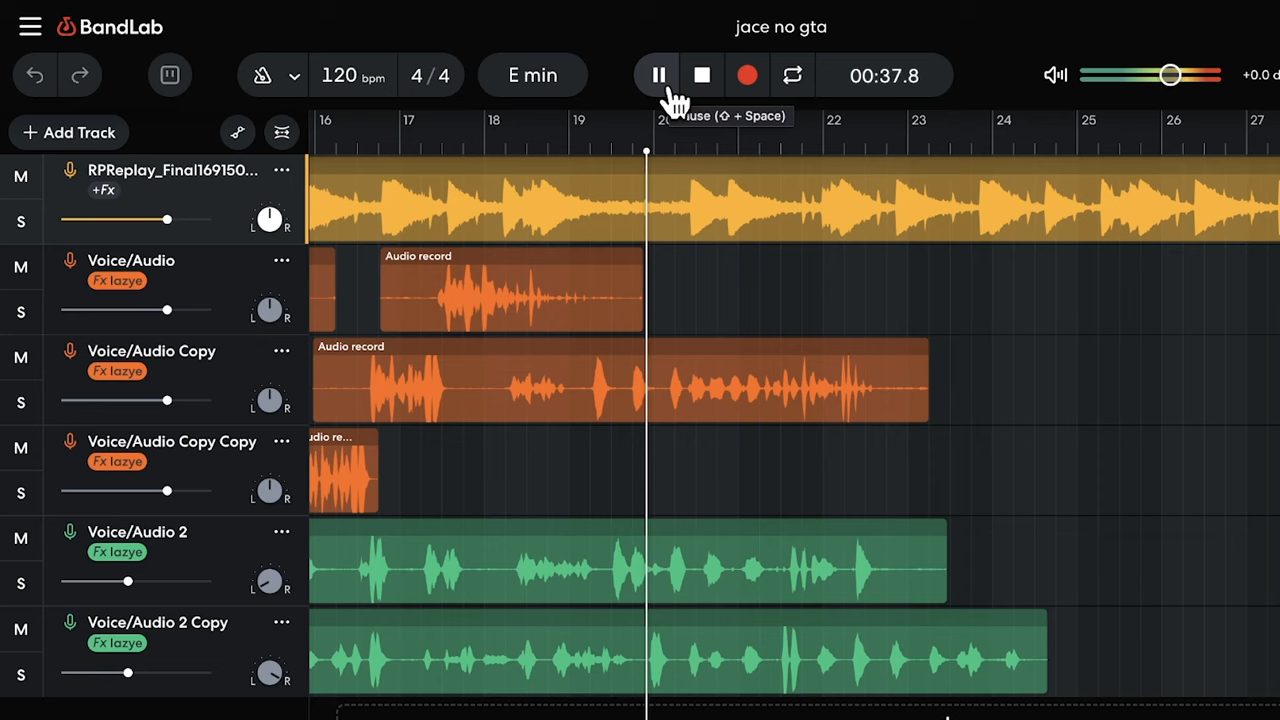 BandLab
jace no gta
120 bpm
4 / 4
E min
00:37.8
+0.0 d
Pause (⇧ + Space)
+ Add Track
16 17 18 19 20 22 23 24 25 26 27
M
S
RPReplay_Final169150...
+Fx
L R
M
S
Voice/Audio
Fx lazye
L R
Audio record
M
S
Voice/Audio Copy
Fx lazye
L R
Audio record
M
S
Voice/Audio Copy Copy
Fx lazye
L R
udio re...
M
S
Voice/Audio 2
Fx lazye
L R
M
S
Voice/Audio 2 Copy
Fx lazye
L R